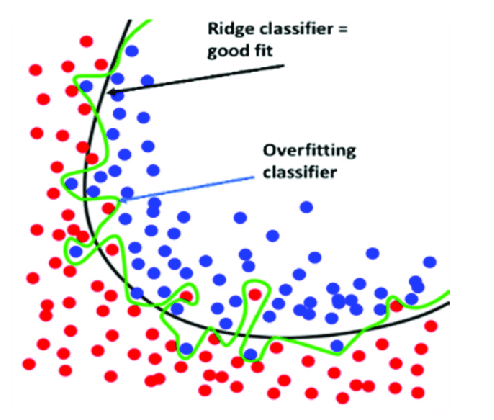 Ridge classifier =
good fit
Overfitting
classifier